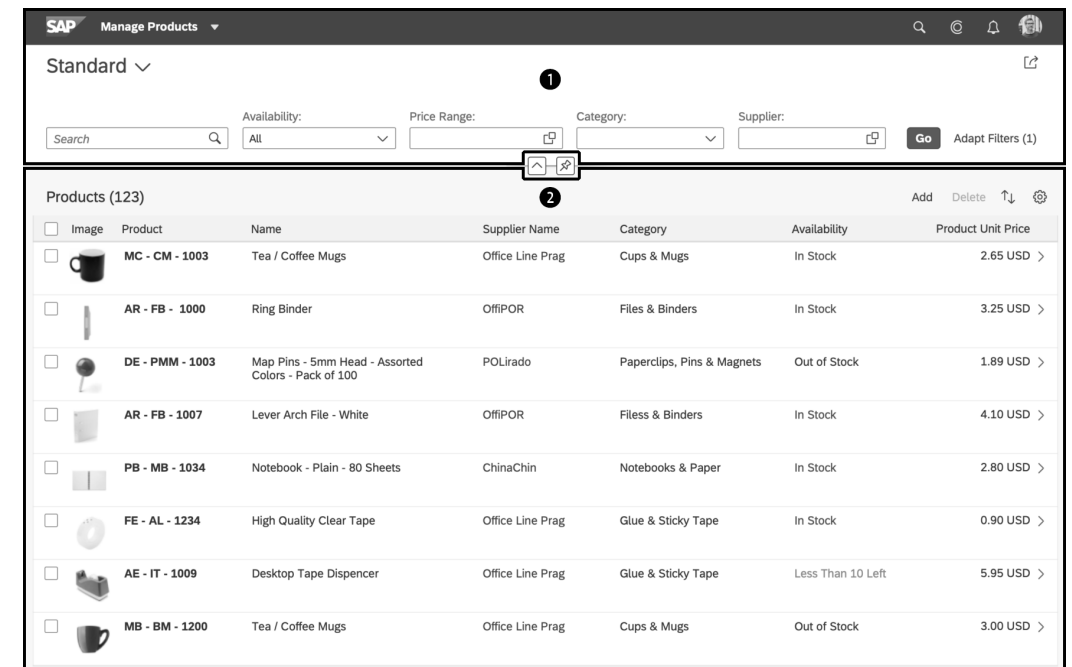 SAP Manage Products
Standard
1
Availability: Price Range: Category: Supplier:
Search All Go Adapt Filters (1)
2
Products (123) Add Delete
Image Product Name Supplier Name Category Availability Product Unit Price
MC - CM - 1003 Tea / Coffee Mugs Office Line Prag Cups & Mugs In Stock 2.65 USD
AR - FB - 1000 Ring Binder OffiPOR Files & Binders In Stock 3.25 USD
DE - PMM - 1003 Map Pins - 5mm Head - Assorted POLirado Paperclips, Pins & Magnets Out of Stock 1.89 USD
Colors - Pack of 100
AR - FB - 1007 Lever Arch File - White OffiPOR Filess & Binders In Stock 4.10 USD
PB - MB - 1034 Notebook - Plain - 80 Sheets ChinaChin Notebooks & Paper In Stock 2.80 USD
FE - AL - 1234 High Quality Clear Tape Office Line Prag Glue & Sticky Tape In Stock 0.90 USD
AE - IT - 1009 Desktop Tape Dispencer Office Line Prag Glue & Sticky Tape Less Than 10 Left 5.95 USD
MB - BM - 1200 Tea / Coffee Mugs Office Line Prag Cups & Mugs Out of Stock 3.00 USD